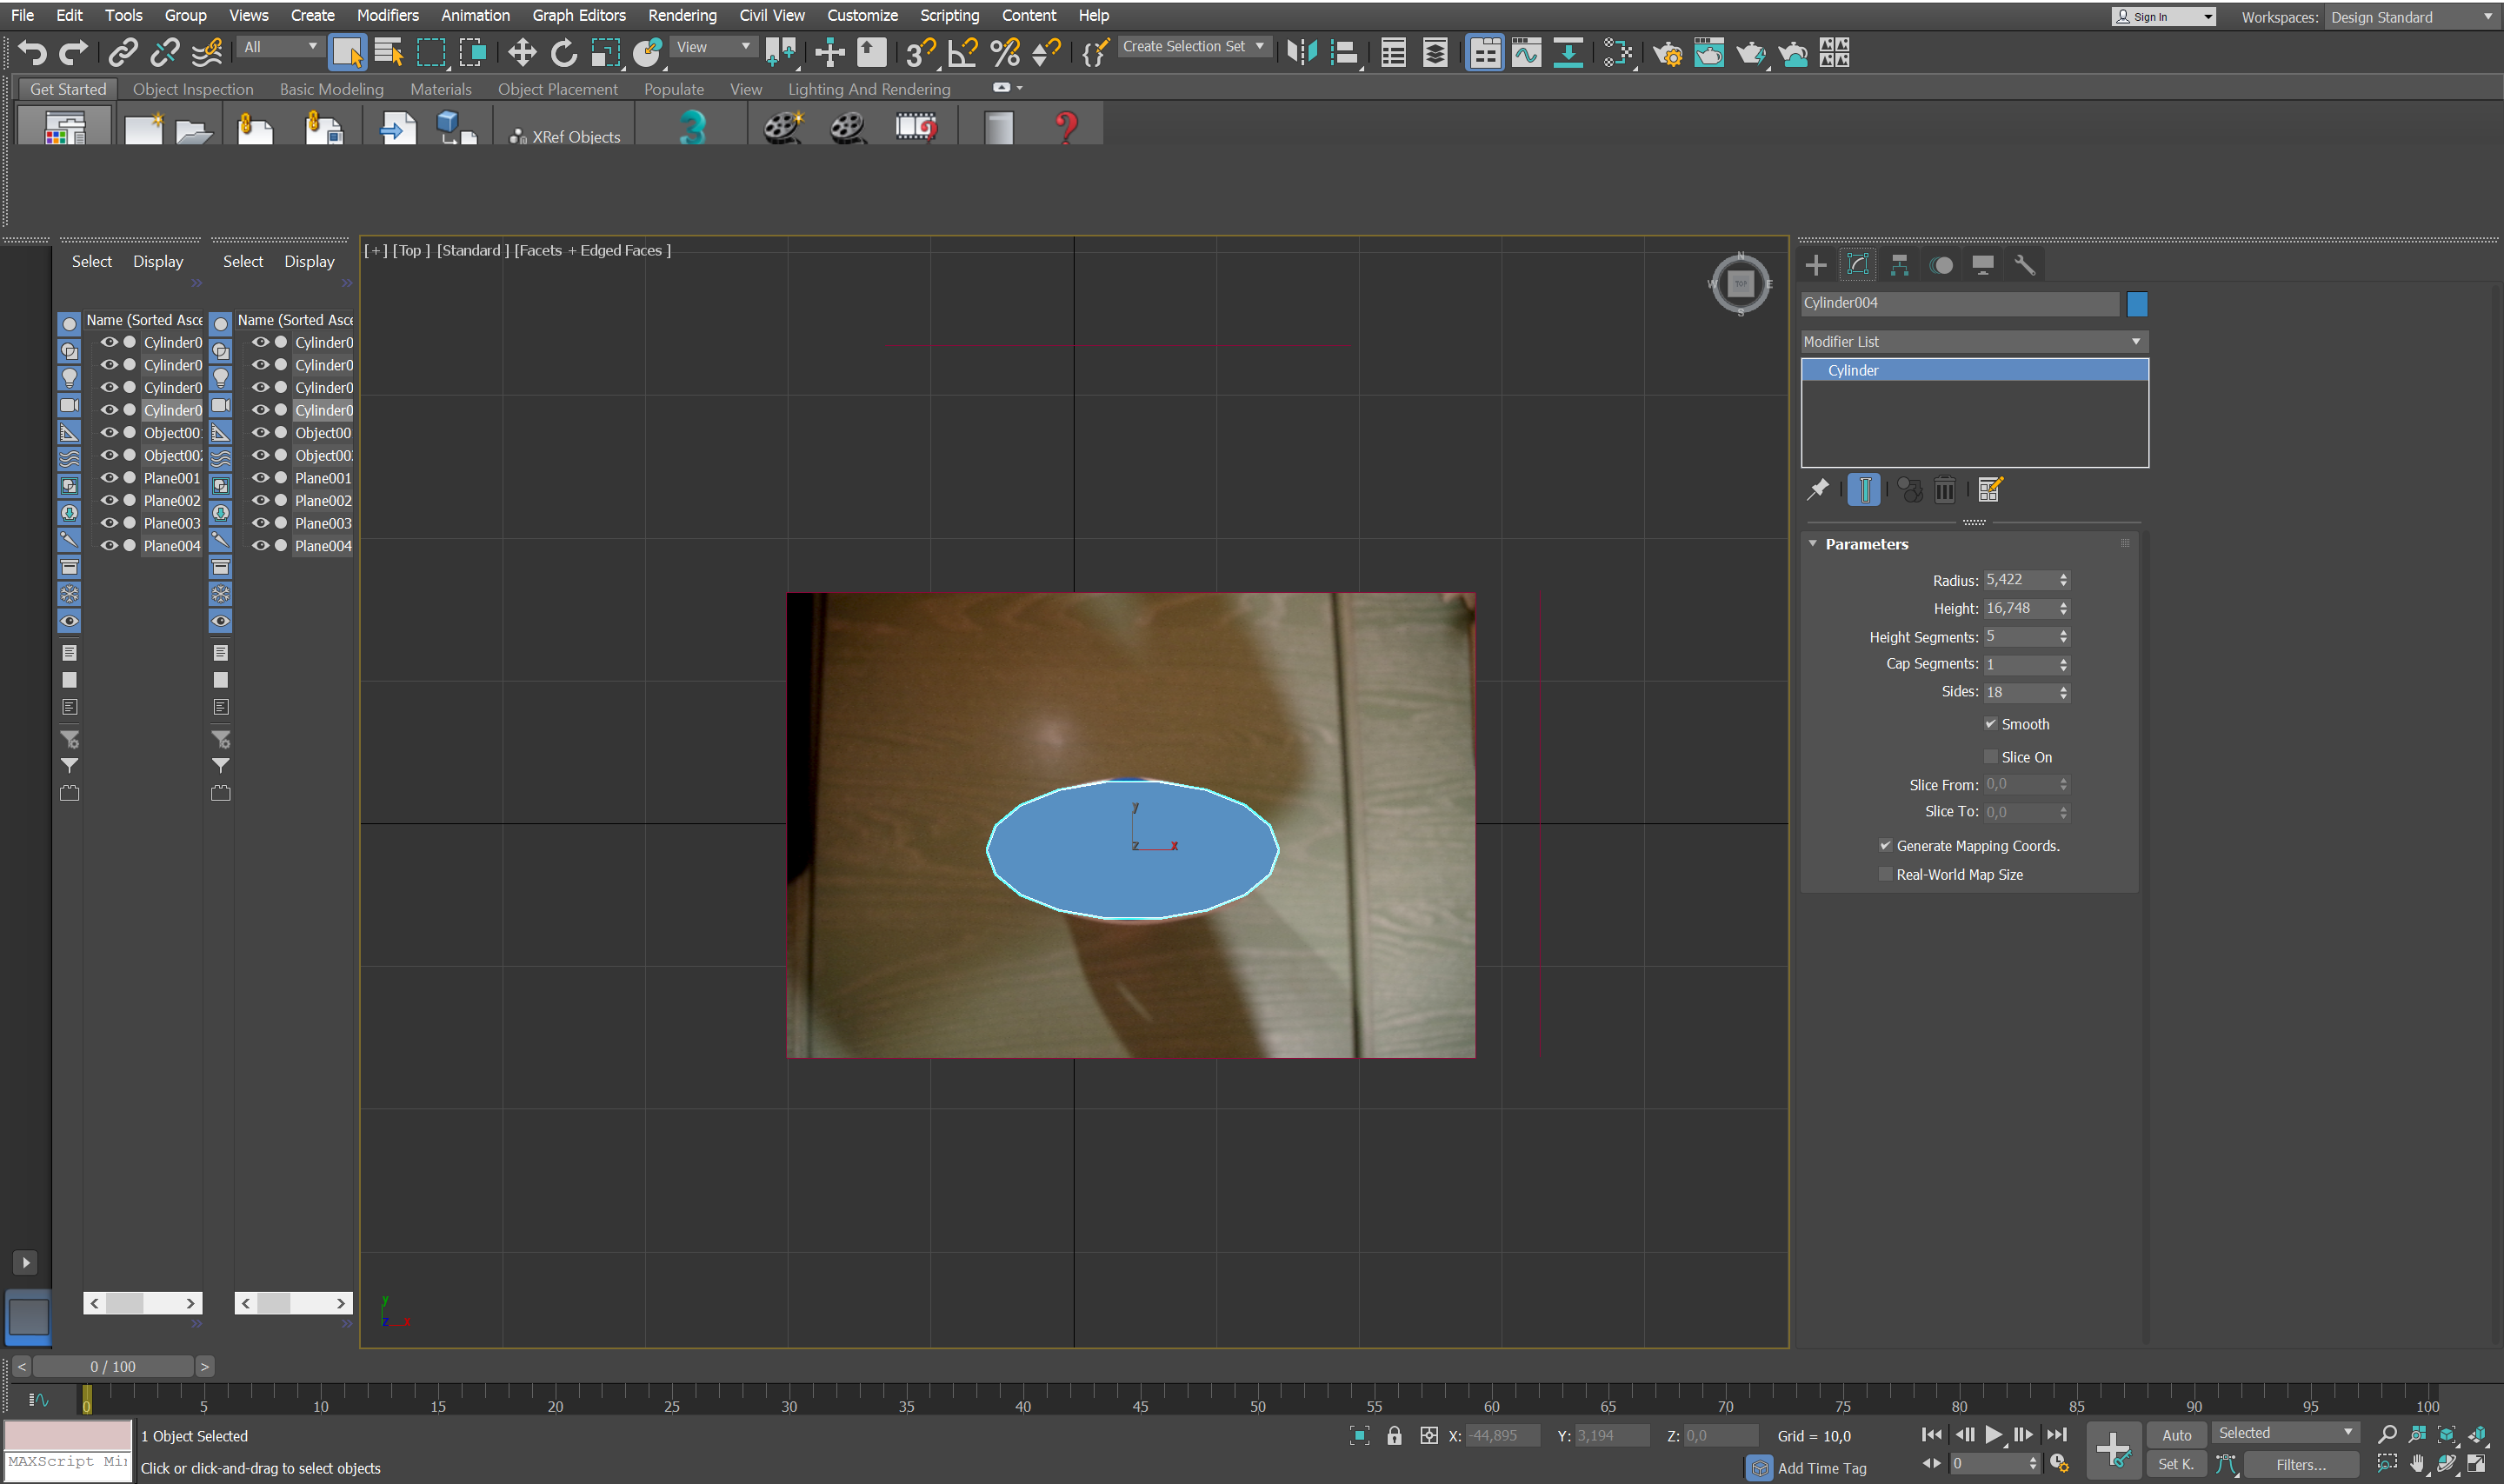 File Edit Tools Group Views Create Modifiers Animation Graph Editors Rendering Civil View Customize Scripting Content Help Sign In Workspaces: Design Standard
All View Create Selection Set
Get Started Object Inspection Basic Modeling Materials Object Placement Populate View Lighting And Rendering
XRef Objects
[+] [Top ] [Standard ] [Facets + Edged Faces ]
Select Display Select Display
N
W TOP E
S
Cylinder004
Name (Sorted Asce Name (Sorted Asce
Modifier List
Cylinder0 Cylinder0
Cylinder0 Cylinder0
Cylinder
Cylinder0 Cylinder0
Cylinder0 Cylinder0
Object001 Object00
Object002 Object00
Plane001 Plane001
Plane002 Plane002
Plane003 Plane003
Plane004 Plane004
Parameters
Radius: 5,422
Height: 16,748
Height Segments: 5
Cap Segments: 1
Sides: 18
Smooth
Slice On
Slice From: 0,0
Slice To: 0,0
Generate Mapping Coords.
Real-World Map Size
y
z x
y
z x
< 0 / 100 >
0 5 10 15 20 25 30 35 40 45 50 55 60 65 70 75 80 85 90 95 100
1 Object Selected X: -44,895 Y: 3,194 Z: 0,0 Grid = 10,0 Auto Selected
MAXScript Mi
Click or click-and-drag to select objects Add Time Tag 0 Set K. Filters...